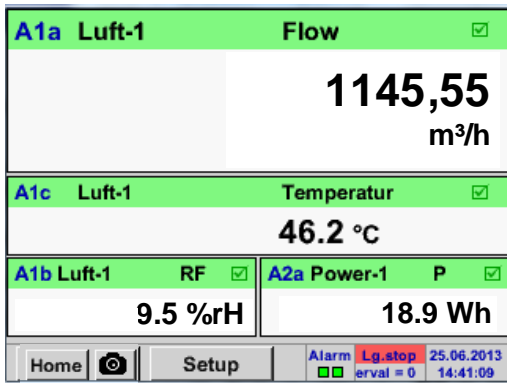 A1a Luft-1 Flow
1145,55
m³/h
A1c Luft-1 Temperatur
46.2 °C
A1b Luft-1 RF
9.5 %rH
A2a Power-1 P
18.9 Wh
Home Setup
Alarm
Lg.stop
erval = 0
25.06.2013
14:41:09